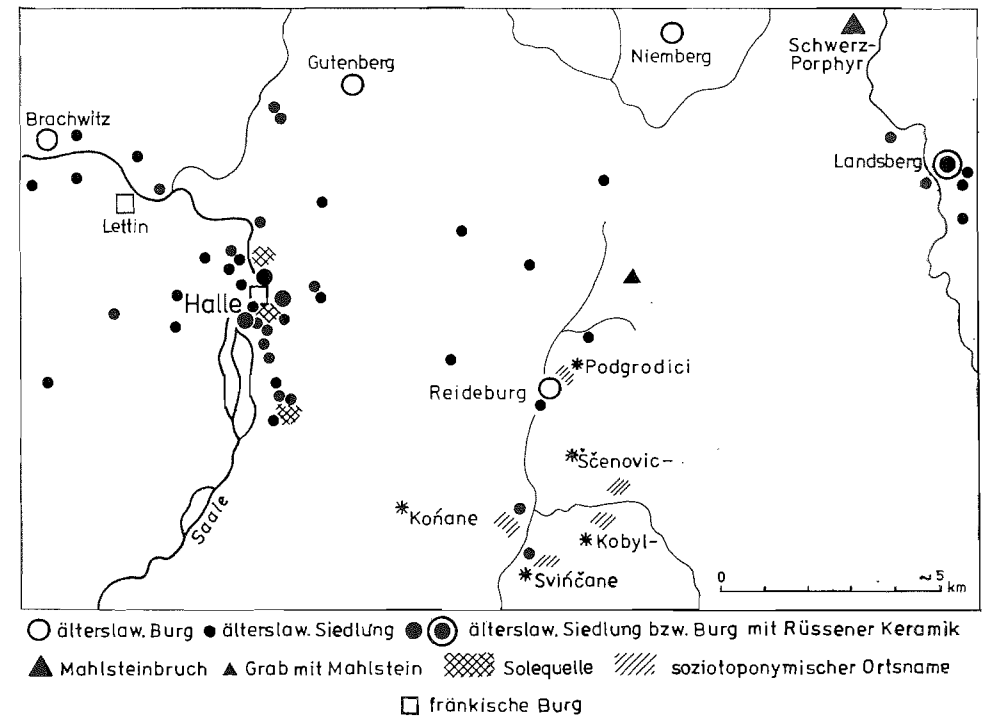 Gutenberg
Niemberg
Schwerz-
Porphyr
Brachwitz
Landsberg
Lettin
Halle
Podgrodici
Reideburg
Ščenovic-
Końane
Kobyl-
Svińčane
Saale
0 ~5 km
älterslaw. Burg älterslaw. Siedlung älterslaw. Siedlung bzw. Burg mit Rüssener Keramik
Mahlsteinbruch Grab mit Mahlstein Solequelle soziotoponymischer Ortsname
fränkische Burg